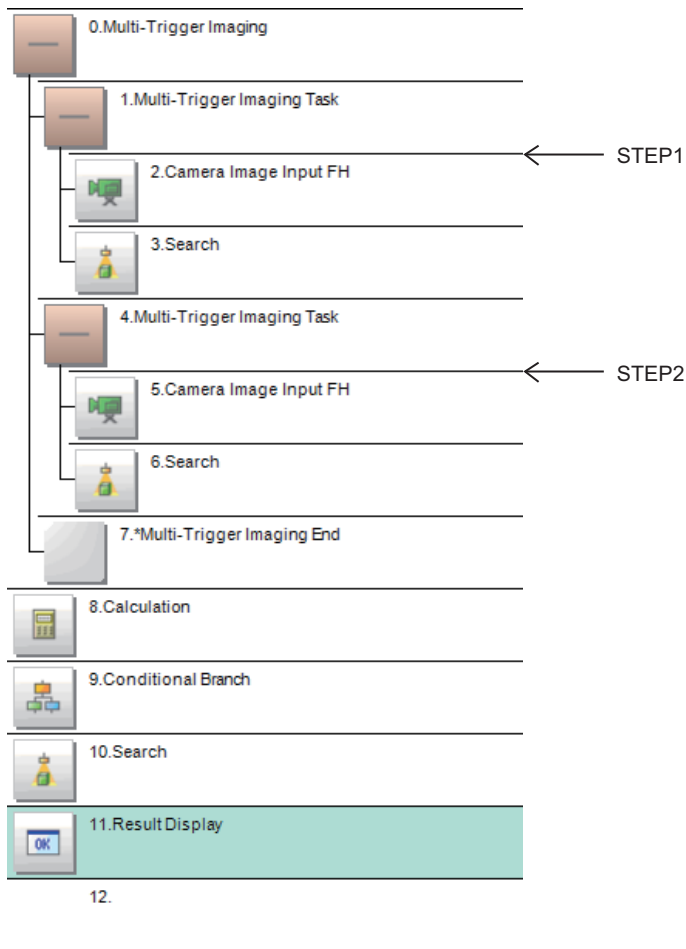 0.Multi-Trigger Imaging
1.Multi-Trigger Imaging Task
STEP1
2.Camera Image Input FH
3.Search
4.Multi-Trigger Imaging Task
STEP2
5.Camera Image Input FH
6.Search
7.*Multi-Trigger Imaging End
8.Calculation
9.Conditional Branch
10.Search
11.Result Display
OK
12.